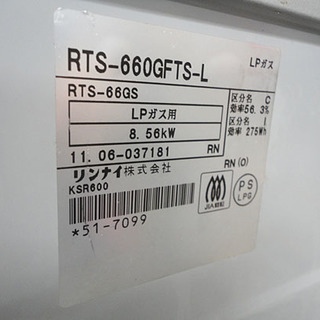 RTS-660GFTS-L
LPガス
RTS-66GS
区分名 C
効率56.3%
LPガス用
区分名 I
8.56kW
効率 275Wh
11.06-037181 RN
RN(O)
リンナイ株式会社
KSR600
JIA認証
PS
LPG
*51-7099